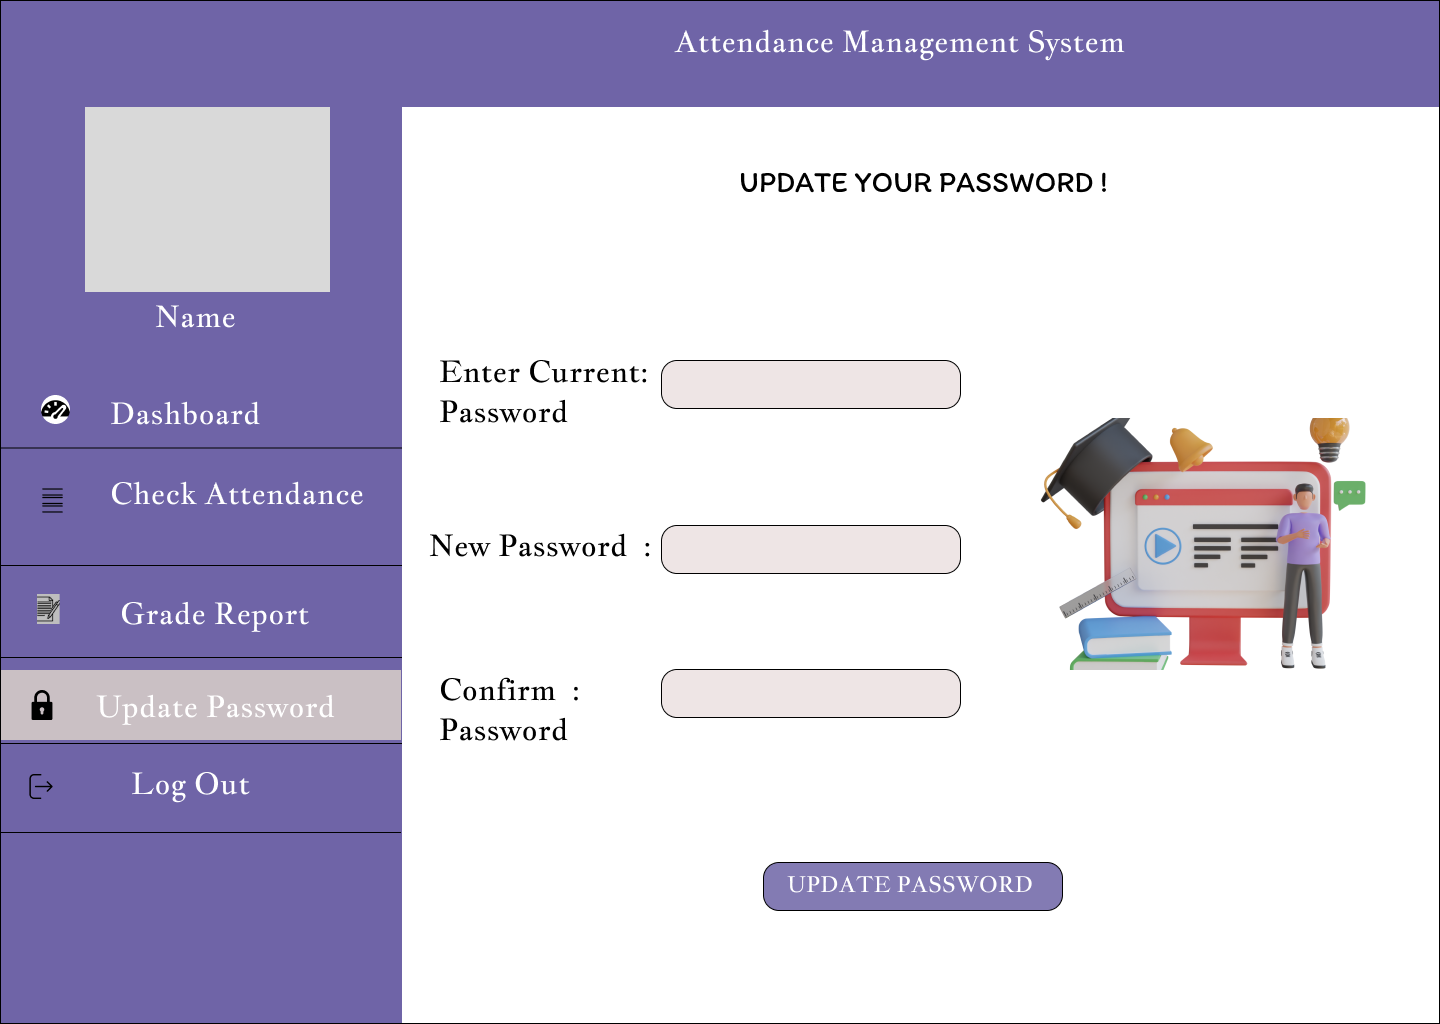 Attendance Management System
Name
Dashboard
Check Attendance
Grade Report
Update Password
Log Out
UPDATE YOUR PASSWORD !
Enter Current:
Password
New Password :
Confirm :
Password
UPDATE PASSWORD